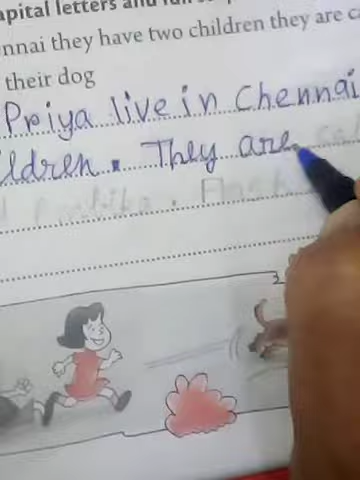 apital letters and
nnai they have two children they are c
their dog
Priya live in Chennai
ldren. They are